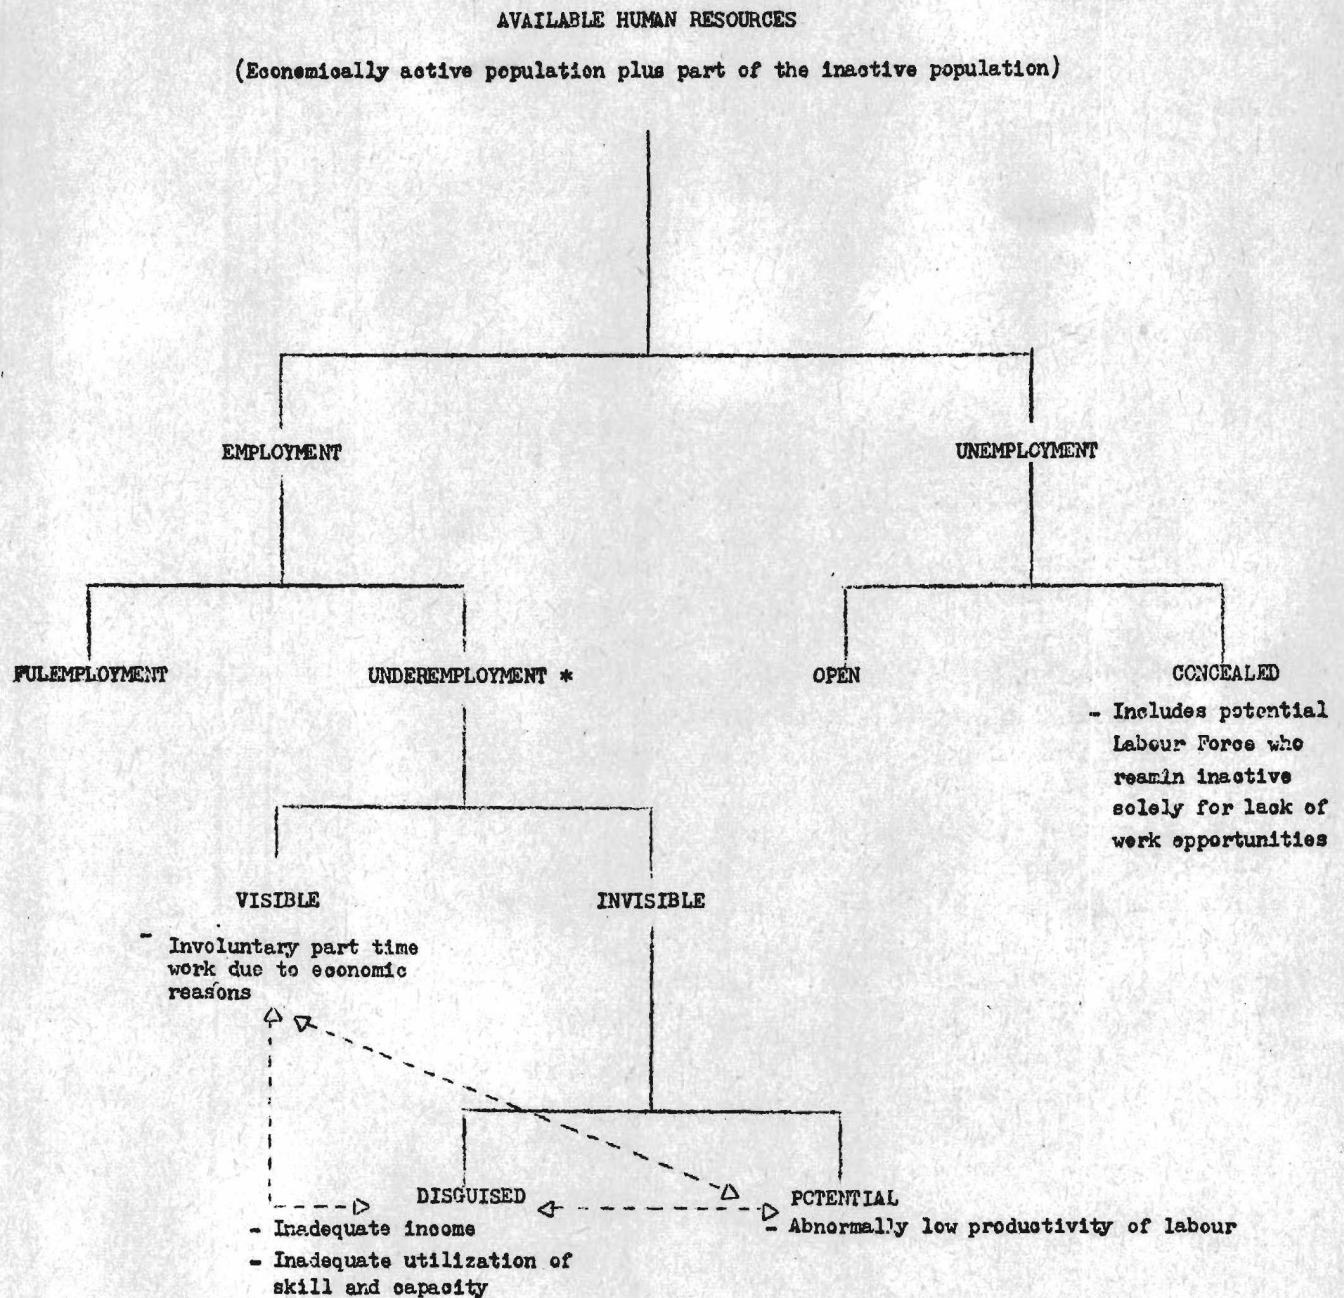 AVAILABLE HUMAN RESOURCES
(Economically active population plus part of the inactive population)
EMPLOYMENT
UNEMPLOYMENT
FULEMPLOYMENT
UNDEREMPLOYMENT *
OPEN
CONCEALED
- Includes potential
Labour Force who
reamin inactive
solely for lack of
work opportunities
VISIBLE
INVISIBLE
- Involuntary part time
work due to economic
reasons
DISGUISED
POTENTIAL
- Inadequate income
- Abnormally low productivity of labour
- Inadequate utilization of
skill and capacity